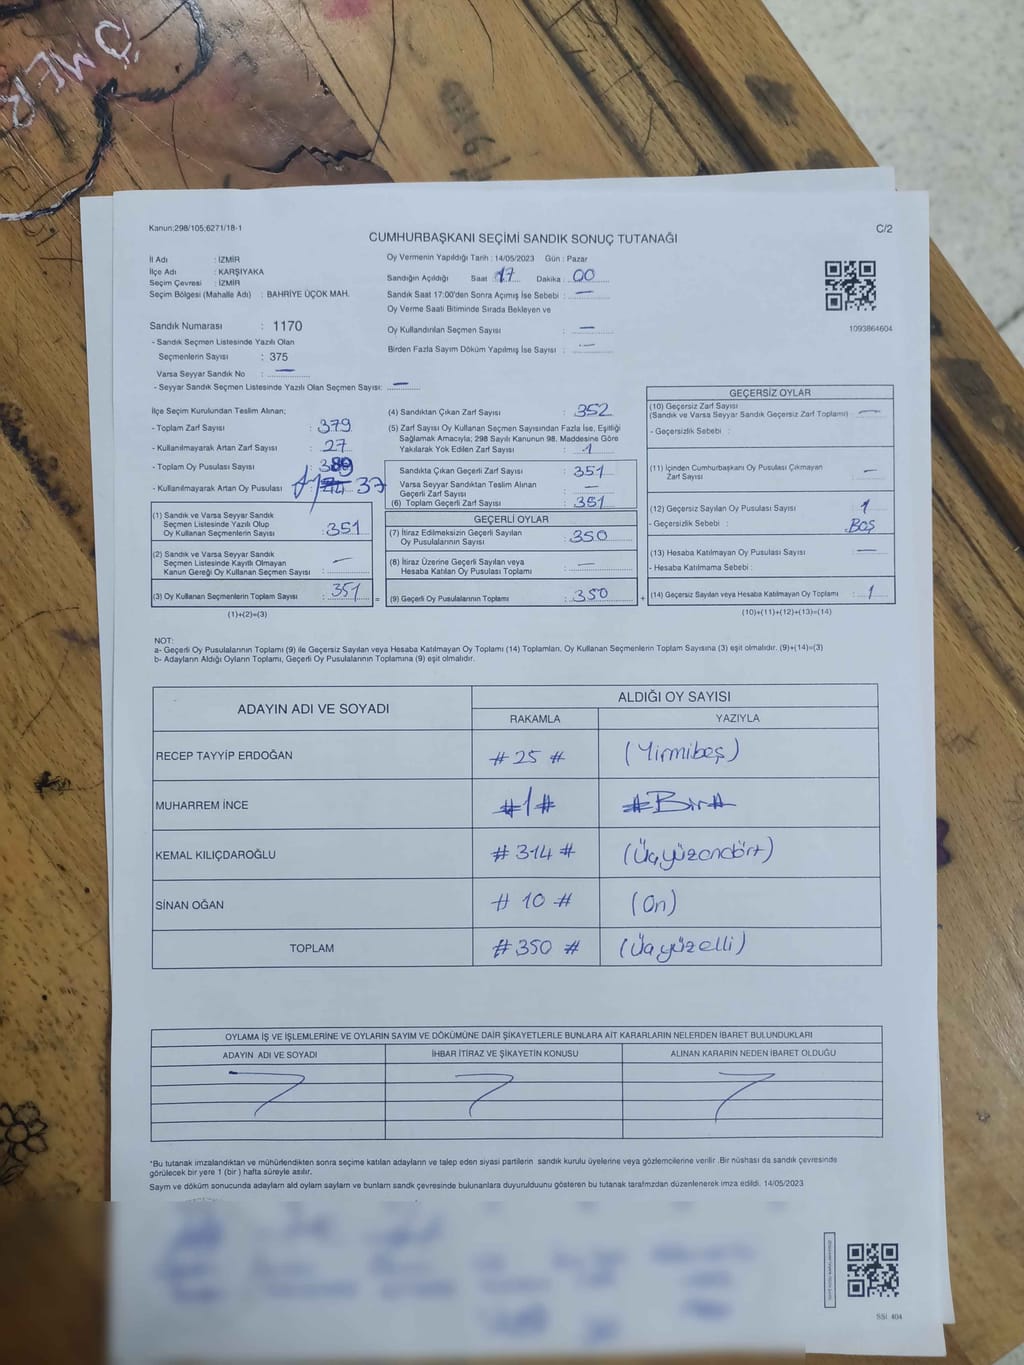 ÖMER
Kanun:298/105;6271/18-1
C/2
CUMHURBAŞKANI SEÇİMİ SANDIK SONUÇ TUTANAĞI
İl Adı : İZMİR
İlçe Adı : KARŞIYAKA
Seçim Çevresi : İZMİR
Seçim Bölgesi (Mahalle Adı) : BAHRİYE ÜÇOK MAH.
Oy Vermenin Yapıldığı Tarih : 14/05/2023 Gün : Pazar
Sandığın Açıldığı Saat 17 Dakika : 00
Sandık Saat 17:00'den Sonra Açımış İse Sebebi : —
Oy Verme Saati Bitiminde Sırada Bekleyen ve
Oy Kullandırılan Seçmen Sayısı : —
Birden Fazla Sayım Döküm Yapılmış İse Sayısı : —
1093864604
Sandık Numarası : 1170
- Sandık Seçmen Listesinde Yazılı Olan
Seçmenlerin Sayısı : 375
Varsa Seyyar Sandık No : —
- Seyyar Sandık Seçmen Listesinde Yazılı Olan Seçmen Sayısı: —
İlçe Seçim Kurulundan Teslim Alınan;
- Toplam Zarf Sayısı : 379
- Kullanılmayarak Artan Zarf Sayısı : 27
- Toplam Oy Pusulası Sayısı :
- Kullanılmayarak Artan Oy Pusulası : 37
(1) Sandık ve Varsa Seyyar Sandık
Seçmen Listesinde Yazılı Olup
Oy Kullanan Seçmenlerin Sayısı : 351
(2) Sandık ve Varsa Seyyar Sandık
Seçmen Listesinde Kayıtlı Olmayan
Kanun Gereği Oy Kullanan Seçmen Sayısı : —
(3) Oy Kullanan Seçmenlerin Toplam Sayısı : 351 =
(1)+(2)=(3)
(4) Sandıktan Çıkan Zarf Sayısı : 352
(5) Zarf Sayısı Oy Kullanan Seçmen Sayısından Fazla İse, Eşitliği
Sağlamak Amacıyla; 298 Sayılı Kanunun 98. Maddesine Göre
Yakılarak Yok Edilen Zarf Sayısı : 1
Sandıkta Çıkan Geçerli Zarf Sayısı : 351
Varsa Seyyar Sandıktan Teslim Alınan
Geçerli Zarf Sayısı : —
(6) Toplam Geçerli Zarf Sayısı : 351
GEÇERLİ OYLAR
(7) İtiraz Edilmeksizin Geçerli Sayılan
Oy Pusulalarının Sayısı : 350
(8) İtiraz Üzerine Geçerli Sayılan veya
Hesaba Katılan Oy Pusulası Toplamı : —
(9) Geçerli Oy Pusulalarının Toplamı : 350 +
GEÇERSİZ OYLAR
(10) Geçersiz Zarf Sayısı
(Sandık ve Varsa Seyyar Sandık Geçersiz Zarf Toplamı) : —
- Geçersizlik Sebebi :
(11) İçinden Cumhurbaşkanı Oy Pusulası Çıkmayan
Zarf Sayısı : —
(12) Geçersiz Sayılan Oy Pusulası Sayısı : 1
- Geçersizlik Sebebi : BOŞ
(13) Hesaba Katılmayan Oy Pusulası Sayısı : —
- Hesaba Katılmama Sebebi :
(14) Geçersiz Sayılan veya Hesaba Katılmayan Oy Toplamı : 1
(10)+(11)+(12)+(13)=(14)
NOT:
a- Geçerli Oy Pusulalarının Toplamı (9) ile Geçersiz Sayılan veya Hesaba Katılmayan Oy Toplamı (14) Toplamları, Oy Kullanan Seçmenlerin Toplam Sayısına (3) eşit olmalıdır. (9)+(14)=(3)
b- Adayların Aldığı Oyların Toplamı, Geçerli Oy Pusulalarının Toplamına (9) eşit olmalıdır.
ADAYIN ADI VE SOYADI
ALDIĞI OY SAYISI
RAKAMLA YAZIYLA
RECEP TAYYİP ERDOĞAN # 25 # (Yirmibeş)
MUHARREM İNCE #1# #Bir#
KEMAL KILIÇDAROĞLU # 314 # (Üçyüzondört)
SİNAN OĞAN # 10 # (On)
TOPLAM #350 # (Üçyüzelli)
OYLAMA İŞ VE İŞLEMLERİNE VE OYLARIN SAYIM VE DÖKÜMÜNE DAİR ŞİKAYETLERLE BUNLARA AİT KARARLARIN NELERDEN İBARET BULUNDUKLARI
ADAYIN ADI VE SOYADI İHBAR İTİRAZ VE ŞİKAYETİN KONUSU ALINAN KARARIN NEDEN İBARET OLDUĞU
*Bu tutanak imzalandıktan ve mühürlendikten sonra seçime katılan adayların ve talep eden siyasi partilerin sandık kurulu üyelerine veya gözlemcilerine verilir .Bir nüshası da sandık çevresinde
görülecek bir yere 1 (bir ) hafta süreyle asılır.
Sayım ve döküm sonucunda adayların ald oyların sayları ve bunların sandk çevresinde bulunanlara duyurulduunu gösteren bu tutanak tarafmzdan düzenlenerek imza edildi. 14/05/2023
SSI 404